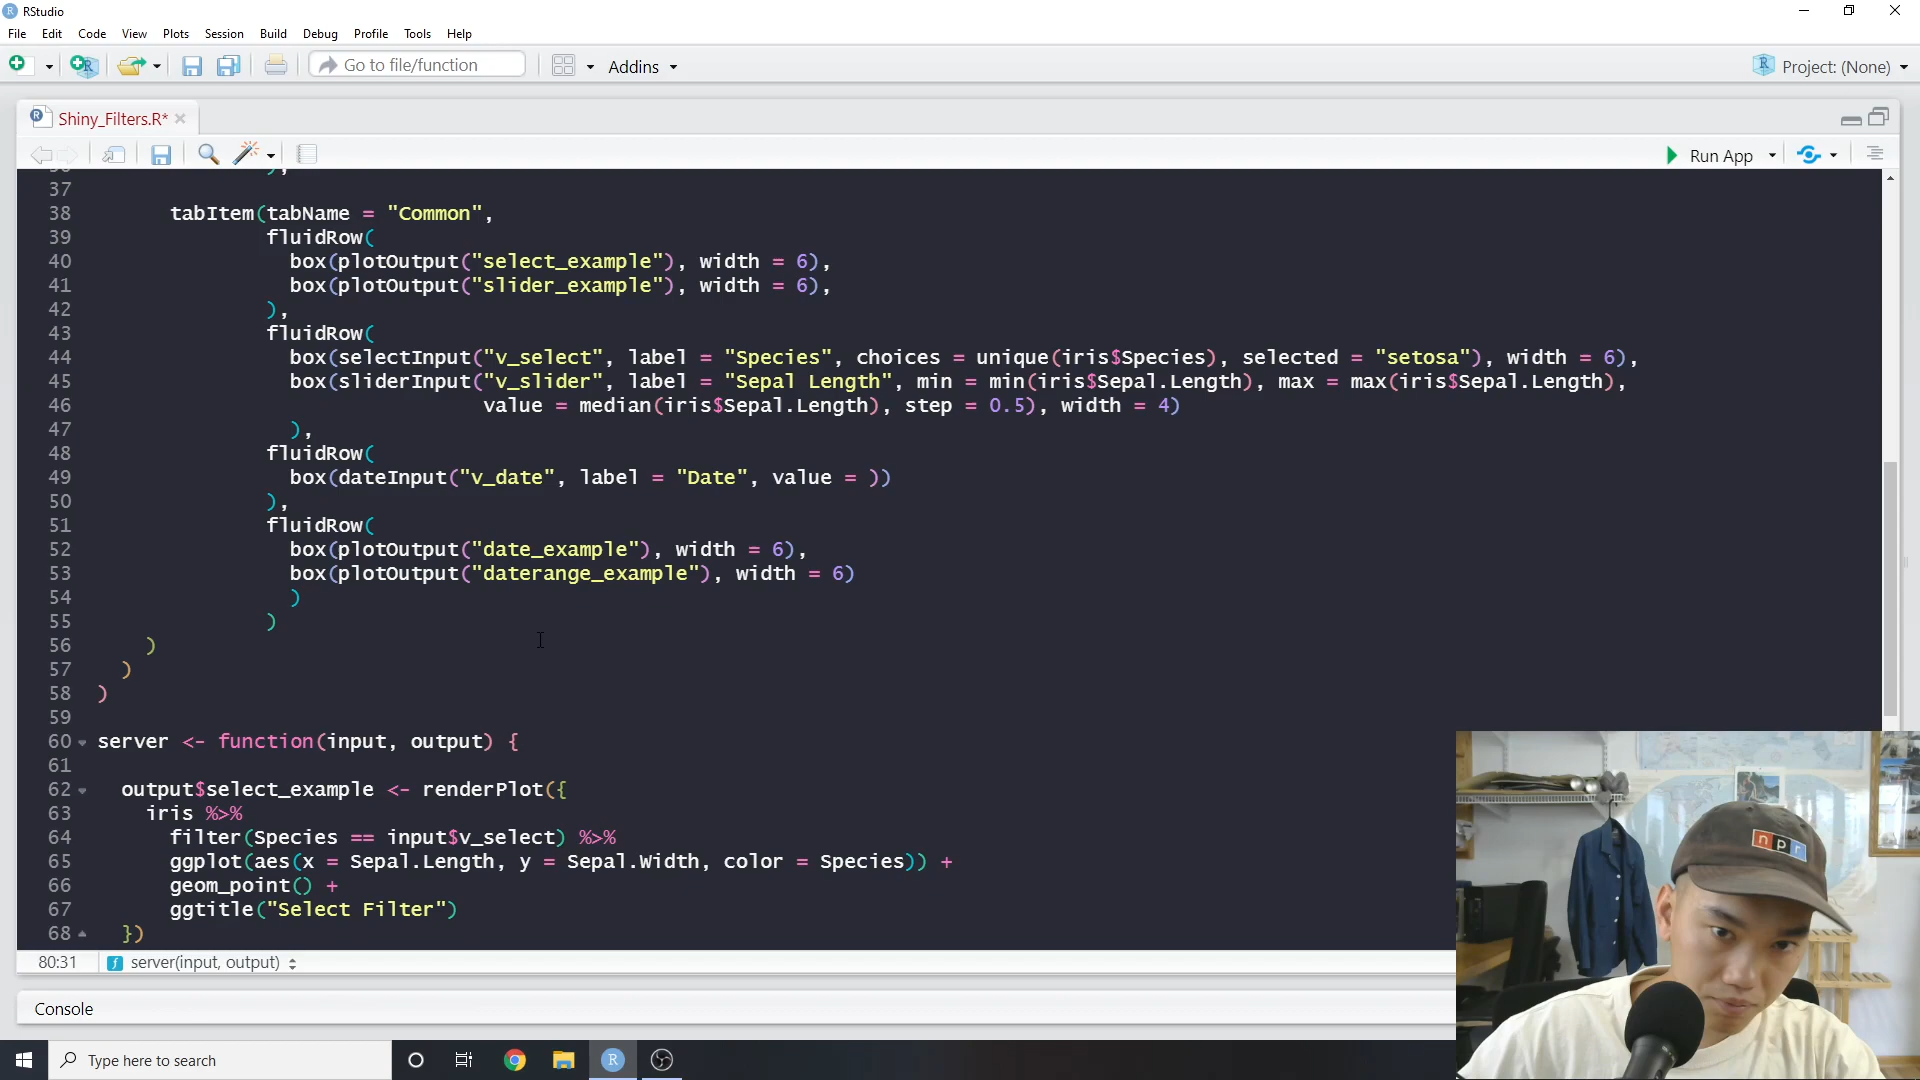 RStudio
File Edit Code View Plots Session Build Debug Profile Tools Help
Go to file/function Addins Project: (None)
Shiny_Filters.R*
Run App
),
37
38 tabItem(tabName = "Common",
39 fluidRow(
40 box(plotOutput("select_example"), width = 6),
41 box(plotOutput("slider_example"), width = 6),
42 ),
43 fluidRow(
44 box(selectInput("v_select", label = "Species", choices = unique(iris$Species), selected = "setosa"), width = 6),
45 box(sliderInput("v_slider", label = "Sepal Length", min = min(iris$Sepal.Length), max = max(iris$Sepal.Length),
46 value = median(iris$Sepal.Length), step = 0.5), width = 4)
47 ),
48 fluidRow(
49 box(dateInput("v_date", label = "Date", value = ))
50 ),
51 fluidRow(
52 box(plotOutput("date_example"), width = 6),
53 box(plotOutput("daterange_example"), width = 6)
54 )
55 )
56 )
57 )
58 )
59
60 server <- function(input, output) {
61
62 output$select_example <- renderPlot({
63 iris %>%
64 filter(Species == input$v_select) %>%
65 ggplot(aes(x = Sepal.Length, y = Sepal.Width, color = Species)) +
66 geom_point() +
67 ggtitle("Select Filter")
68 })
80:31 server(input, output)
Console
Type here to search
npr